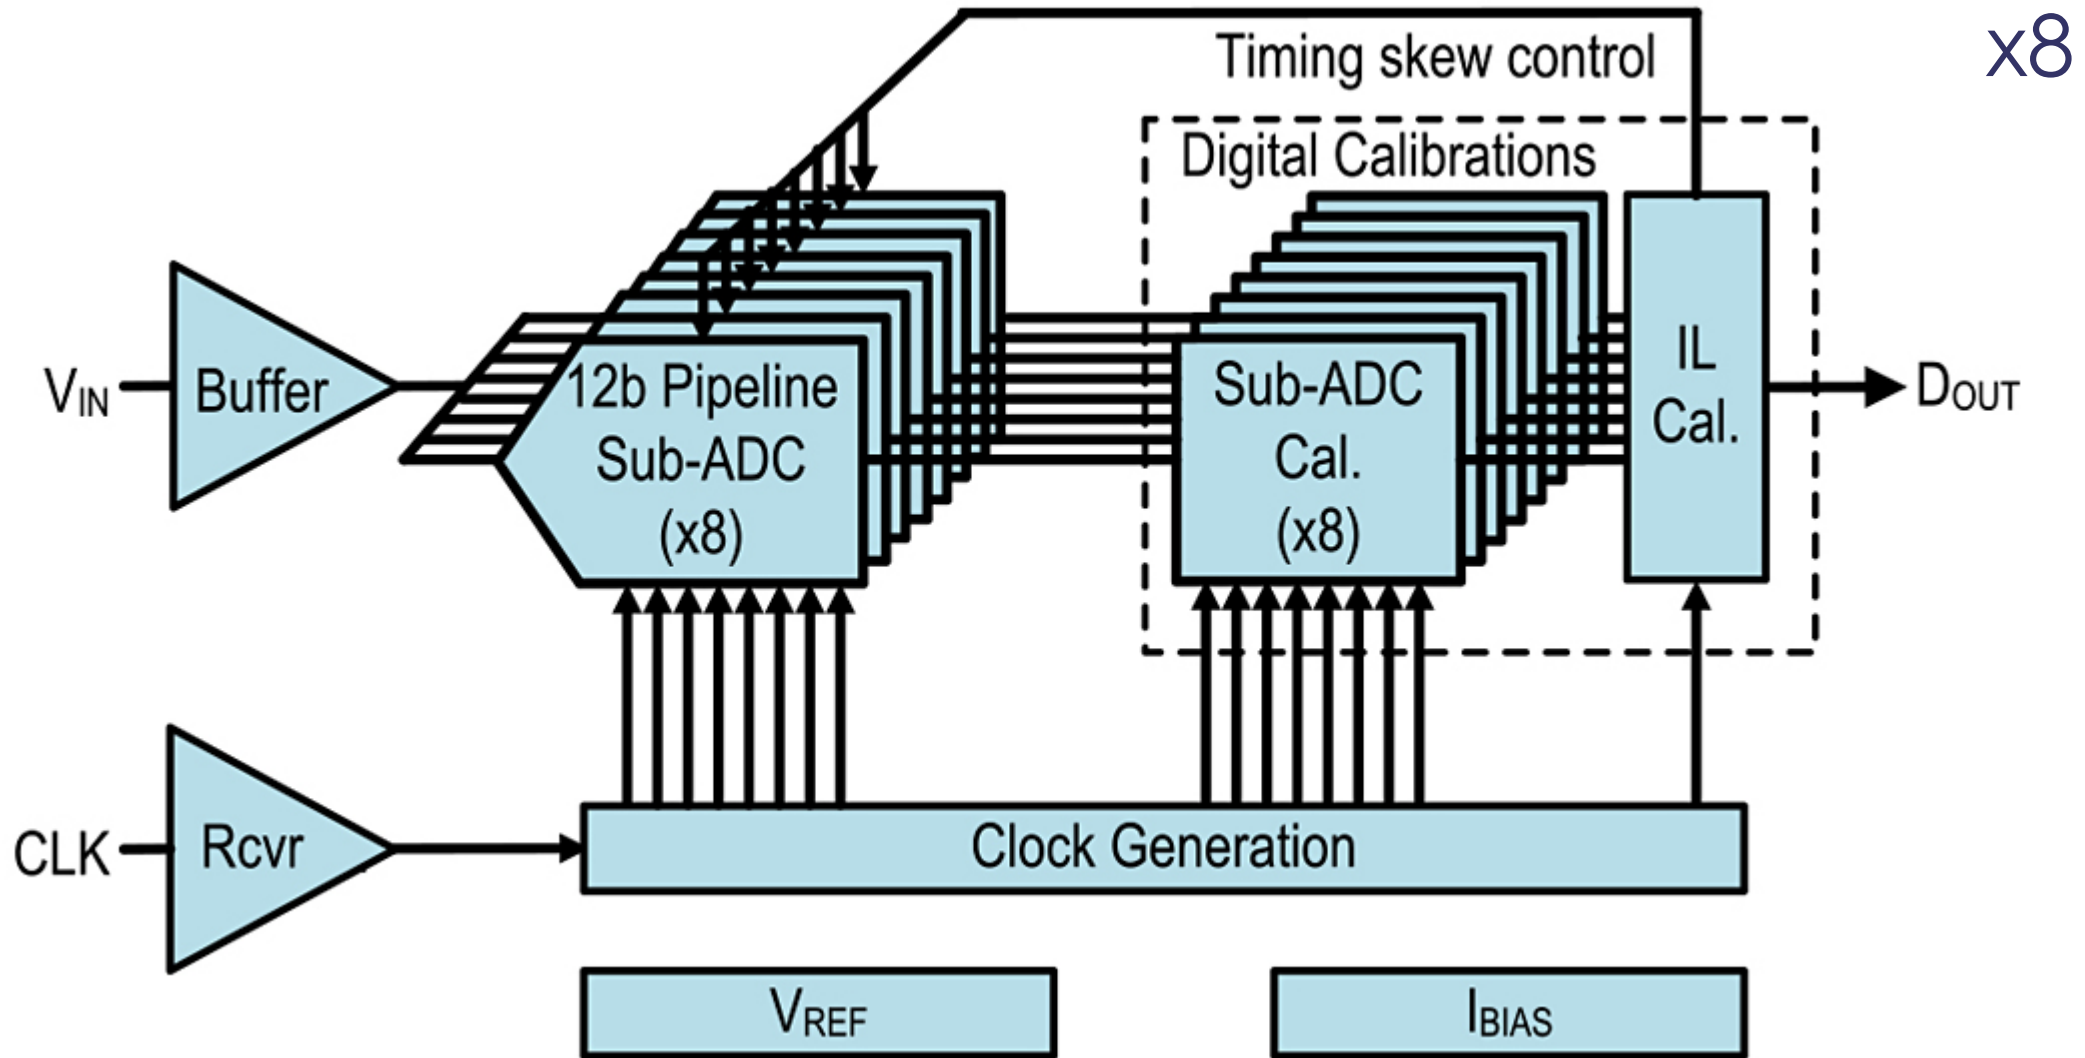 x8
Timing skew control
Digital Calibrations
VIN
Buffer
12b Pipeline
Sub-ADC
(x8)
Sub-ADC
Cal.
(x8)
IL
Cal.
DOUT
CLK
Rcvr
Clock Generation
VREF
IBIAS